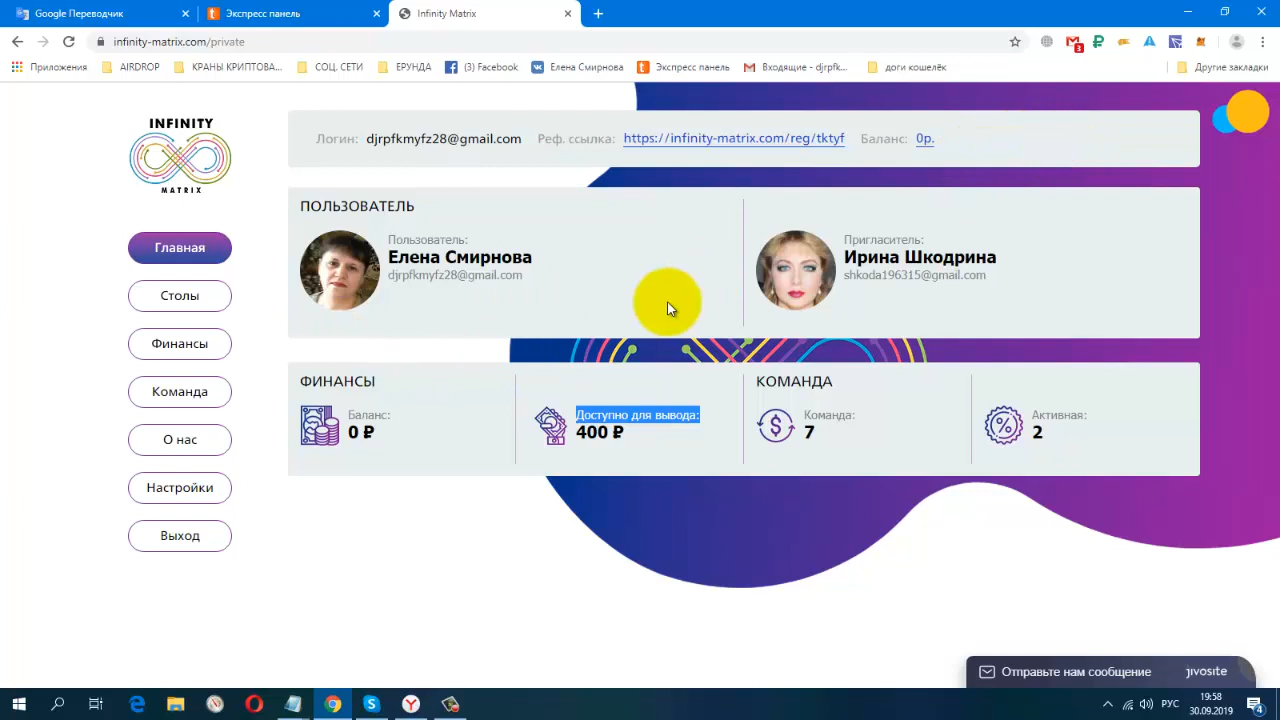 Google Переводчик
Экспресс панель
Infinity Matrix
infinity-matrix.com/private
3
Приложения
AIRDROP
КРАНЫ КРИПТОВА...
СОЦ. СЕТИ
ЕРУНДА
(3) Facebook
Елена Смирнова
Экспресс панель
Входящие - djrpfk...
доги кошелёк
Другие закладки
INFINITY
MATRIX
Логин: djrpfkmyfz28@gmail.com Реф. ссылка: https://infinity-matrix.com/reg/tktyf Баланс: 0р.
ПОЛЬЗОВАТЕЛЬ
Пользователь:
Елена Смирнова
djrpfkmyfz28@gmail.com
Пригласитель:
Ирина Шкодрина
shkoda196315@gmail.com
Главная
Столы
Финансы
Команда
О нас
Настройки
Выход
ФИНАНСЫ
Баланс:
0 ₽
Доступно для вывода:
400 ₽
КОМАНДА
Команда:
7
Активная:
2
Отправьте нам сообщение
jivosite
РУС
19:58
30.09.2019
4